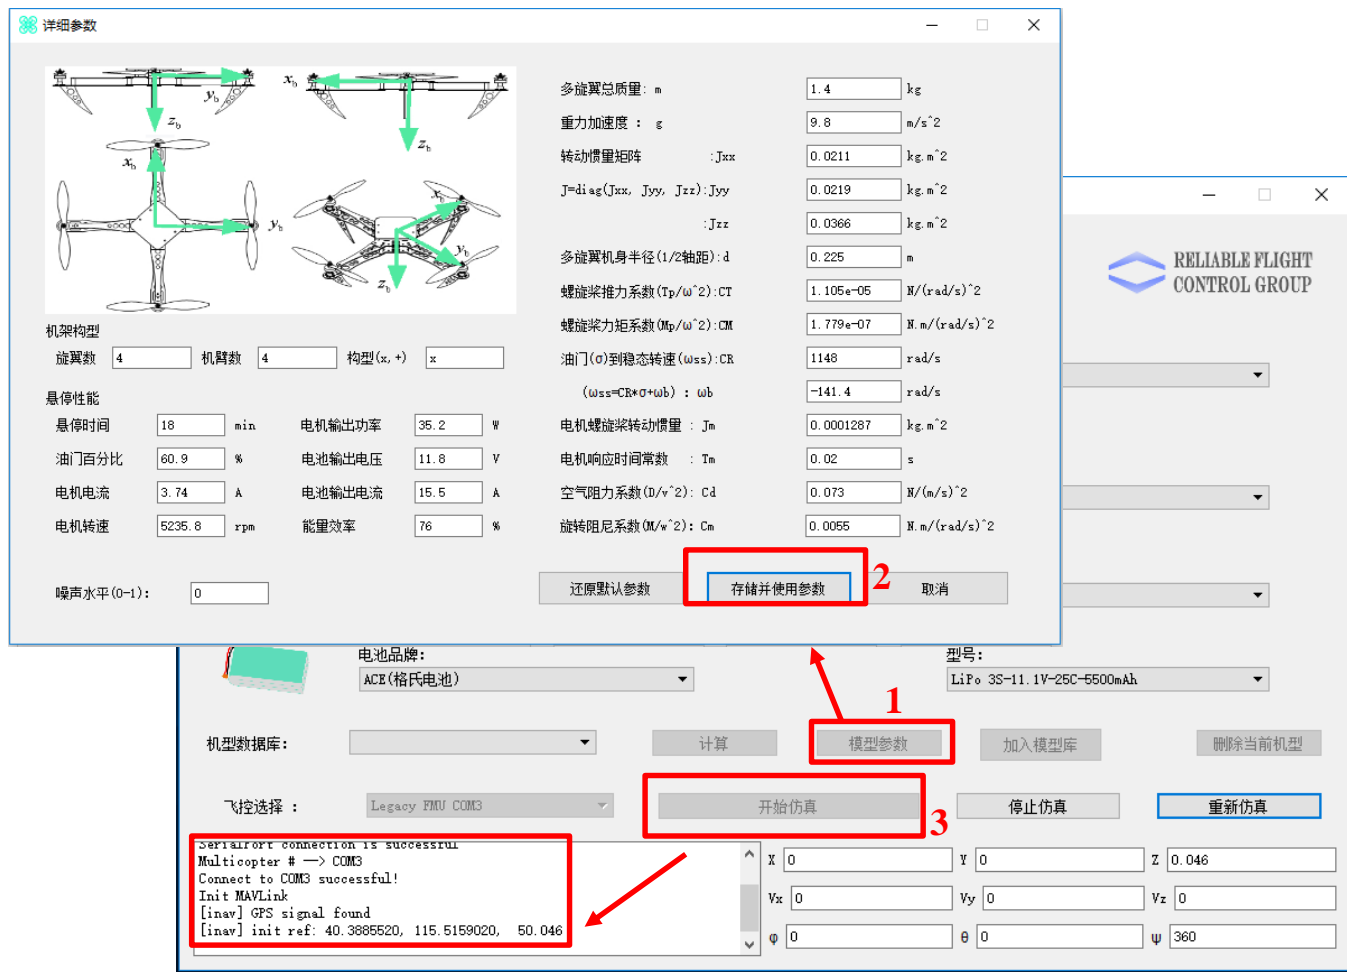 详细参数
x_b
y_b
z_b
z_b
x_b
y_b
x_b
y_b
z_b
机架构型
旋翼数 4 机臂数 4 构型(x,+) x
悬停性能
悬停时间 18 min 电机输出功率 35.2 W
油门百分比 60.9 % 电池输出电压 11.8 V
电机电流 3.74 A 电池输出电流 15.5 A
电机转速 5235.8 rpm 能量效率 76 %
噪声水平(0-1): 0
多旋翼总质量: m 1.4 kg
重力加速度 : g 9.8 m/s^2
转动惯量矩阵 :Jxx 0.0211 kg.m^2
J=diag(Jxx, Jyy, Jzz):Jyy 0.0219 kg.m^2
:Jzz 0.0366 kg.m^2
多旋翼机身半径(1/2轴距):d 0.225 m
螺旋桨推力系数(Tp/ω^2):CT 1.105e-05 N/(rad/s)^2
螺旋桨力矩系数(Mp/ω^2):CM 1.779e-07 N.m/(rad/s)^2
油门(σ)到稳态转速(ωss):CR 1148 rad/s
(ωss=CR*σ+ωb) : ωb -141.4 rad/s
电机螺旋桨转动惯量 : Jm 0.0001287 kg.m^2
电机响应时间常数 : Tm 0.02 s
空气阻力系数(D/v^2): Cd 0.073 N/(m/s)^2
旋转阻尼系数(M/w^2): Cm 0.0055 N.m/(rad/s)^2
还原默认参数 存储并使用参数 2 取消
RELIABLE FLIGHT
CONTROL GROUP
电池品牌: 型号:
ACE(格氏电池) LiPo 3S-11.1V-25C-5500mAh
1
机型数据库: 计算 模型参数 加入模型库 删除当前机型
飞控选择 : Legacy FMU COM3 开始仿真 3 停止仿真 重新仿真
SerialPort connection is successful
Multicopter # —> COM3
Connect to COM3 successful!
Init MAVLink
[inav] GPS signal found
[inav] init ref: 40.3885520, 115.5159020, 50.046
X 0 Y 0 Z 0.046
Vx 0 Vy 0 Vz 0
φ 0 θ 0 ψ 360